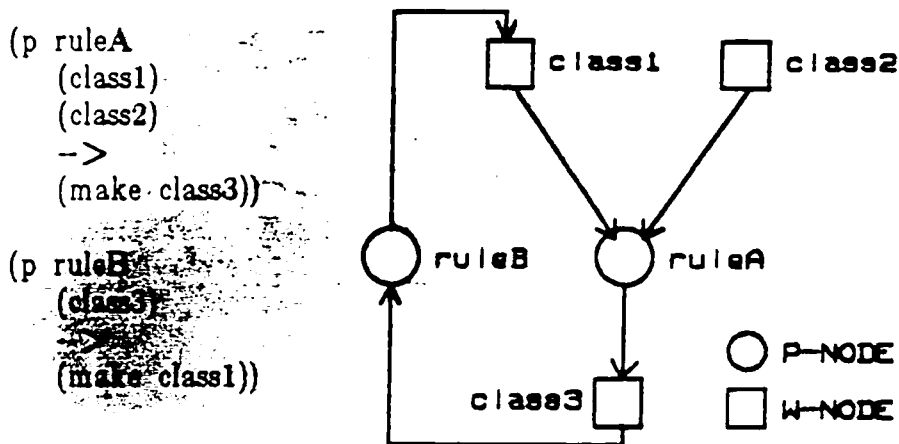 (p ruleA
(class1)
(class2)
-->
(make class3))
(p ruleB
(class3)
-->
(make class1))
class1
class2
ruleB
ruleA
class3
P-NODE
W-NODE